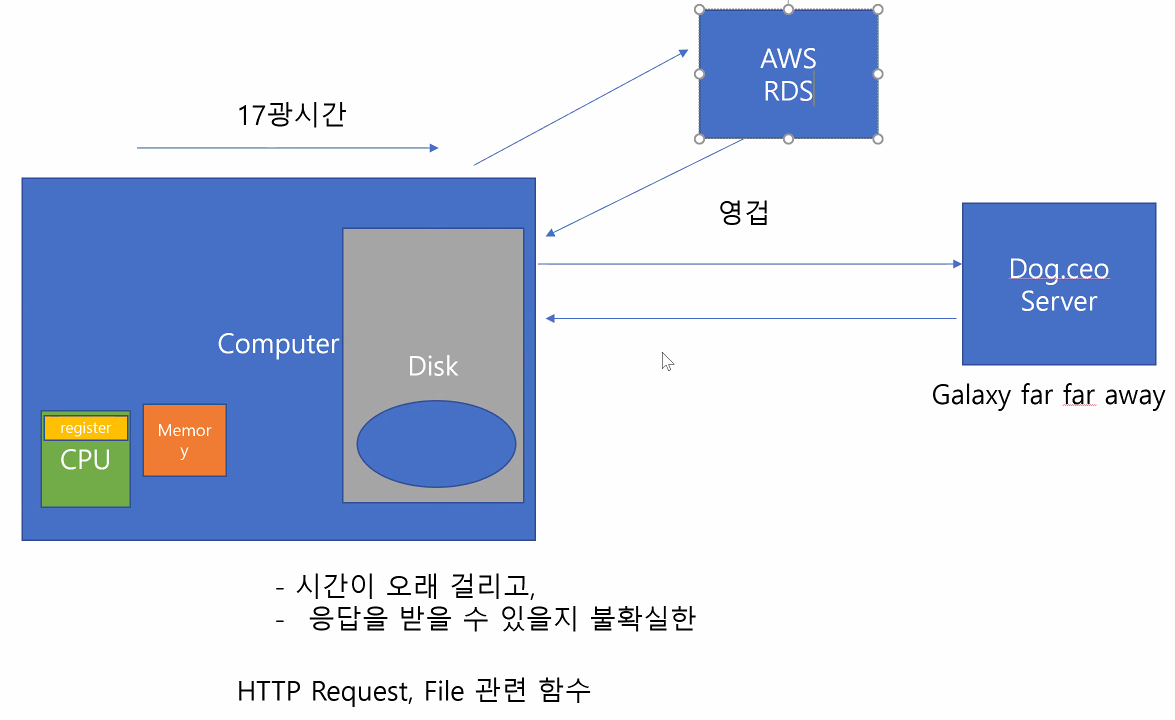 AWS
RDS
17광시간
영겁
Dog.ceo
Server
Computer
Disk
Galaxy far far away
register
CPU
Memor
y
- 시간이 오래 걸리고,
- 응답을 받을 수 있을지 불확실한
HTTP Request, File 관련 함수